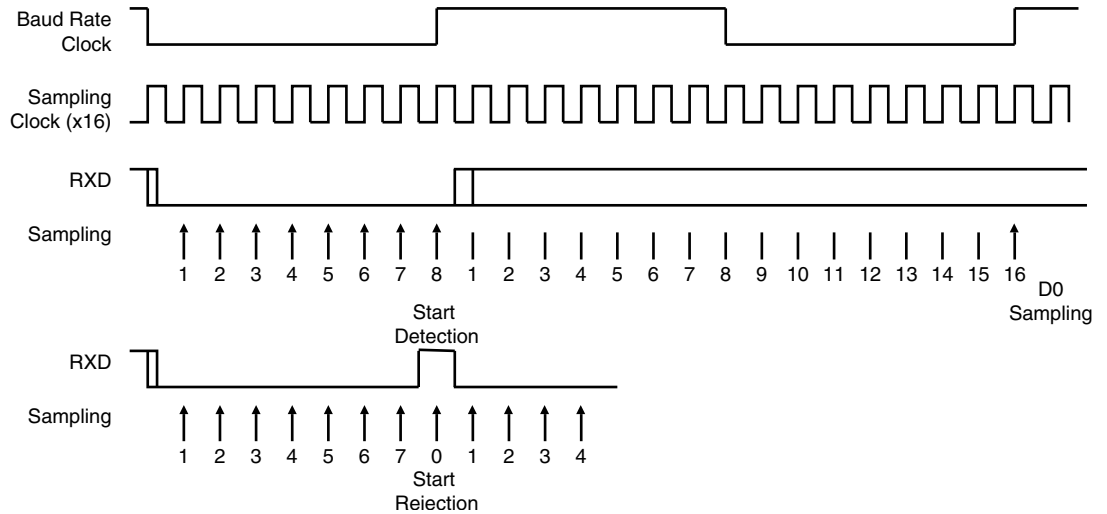 Baud Rate
Clock
Sampling
Clock (x16)
RXD
Sampling
1 2 3 4 5 6 7 8 1 2 3 4 5 6 7 8 9 10 11 12 13 14 15 16
D0
Sampling
Start
Detection
RXD
Sampling
1 2 3 4 5 6 7 0 1 2 3 4
Start
Rejection